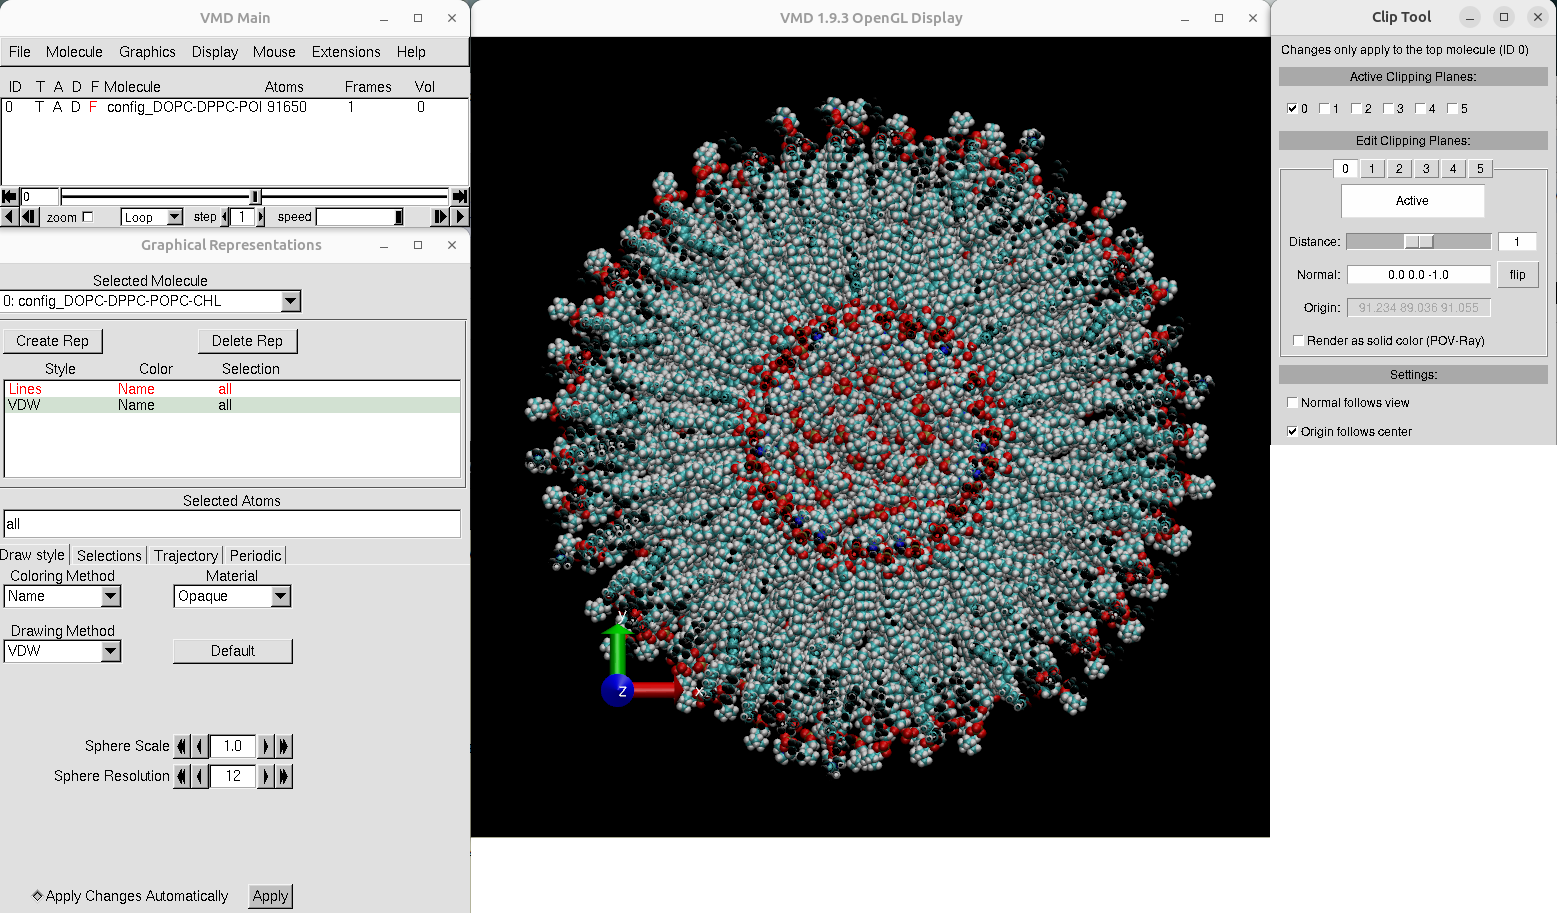 VMD Main
File Molecule Graphics Display Mouse Extensions Help
ID T A D F Molecule Atoms Frames Vol
0 T A D F config_DOPC-DPPC-POI 91650 1 0
0
zoom Loop step 1 speed
Graphical Representations
Selected Molecule
0: config_DOPC-DPPC-POPC-CHL
Create Rep Delete Rep
Style Color Selection
Lines Name all
VDW Name all
Selected Atoms
all
Draw style Selections Trajectory Periodic
Coloring Method Material
Name Opaque
Drawing Method
VDW Default
Sphere Scale 1.0
Sphere Resolution 12
Apply Changes Automatically Apply
VMD 1.9.3 OpenGL Display
y
z x
Clip Tool
Changes only apply to the top molecule (ID 0)
Active Clipping Planes:
0 1 2 3 4 5
Edit Clipping Planes:
0 1 2 3 4 5
Active
Distance: 1
Normal: 0.0 0.0 -1.0 flip
Origin: 91.234 89.036 91.055
Render as solid color (POV-Ray)
Settings:
Normal follows view
Origin follows center